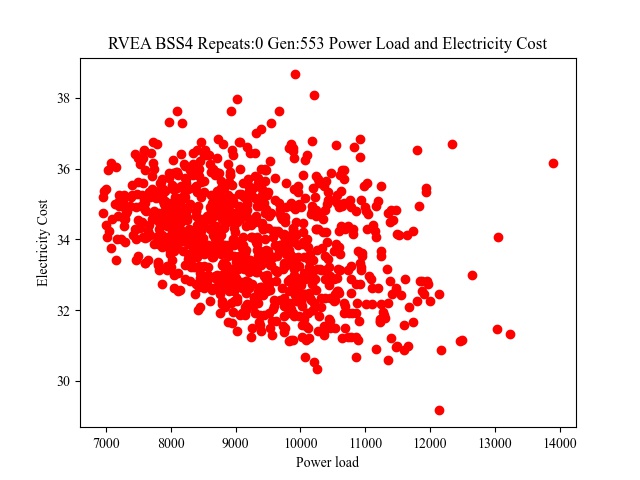 RVEA BSS4 Repeats:0 Gen:553 Power Load and Electricity Cost
38
36
34
32
30
Electricity Cost
7000 8000 9000 10000 11000 12000 13000 14000
Power load